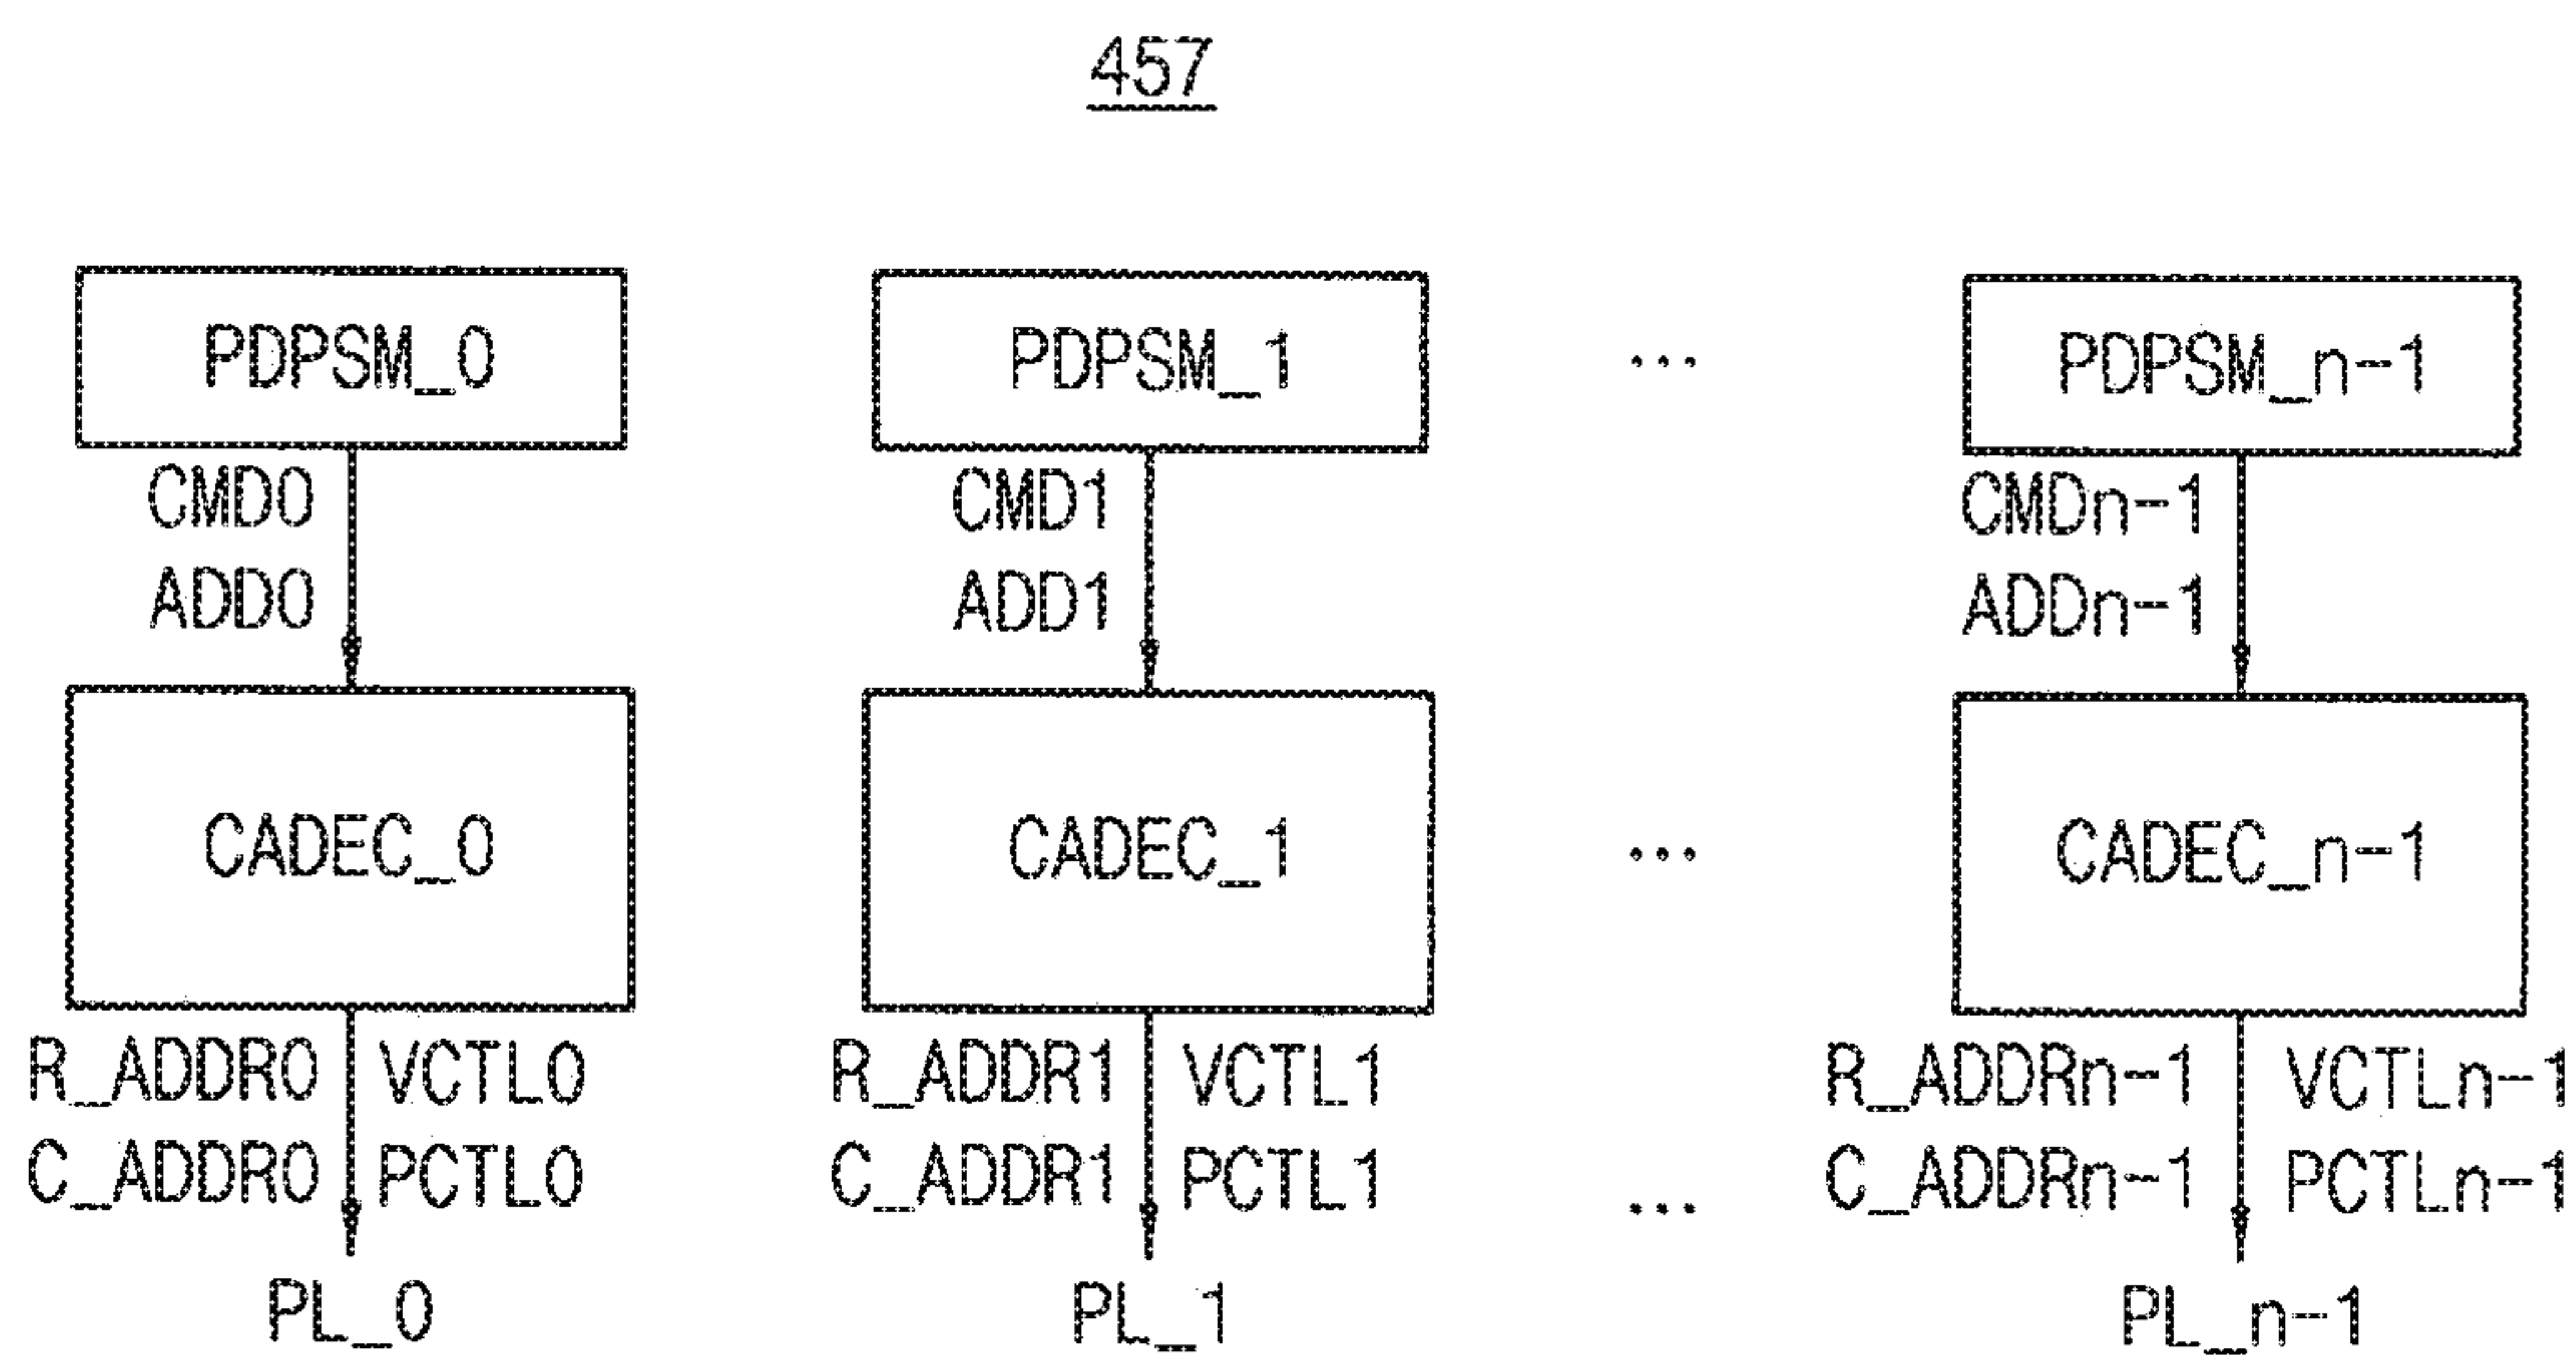 457
PDPSM_0 PDPSM_1 ... PDPSM_n-1
CMD0 CMD1 CMDn-1
ADD0 ADD1 ADDn-1
CADEC_0 CADEC_1 ... CADEC_n-1
R_ADDR0 VCTL0 R_ADDR1 VCTL1 R_ADDRn-1 VCTLn-1
C_ADDR0 PCTL0 C_ADDR1 PCTL1 ... C_ADDRn-1 PCTLn-1
PL_0 PL_1 PL_n-1